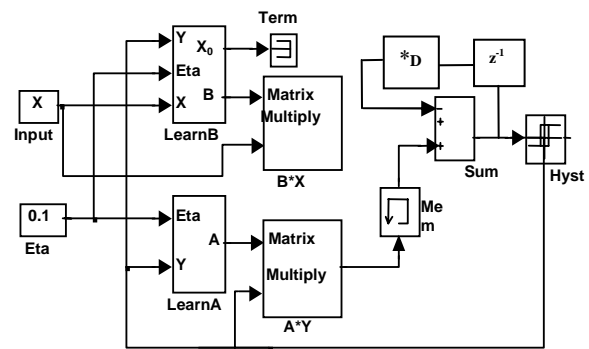 Term
Y
X₀
Eta
B
X
LearnB
X
Input
Matrix
Multiply
B*X
*D
z⁻¹
−
+
+
Sum
Hyst
Me
m
0.1
Eta
Eta
A
Y
LearnA
Matrix
Multiply
A*Y